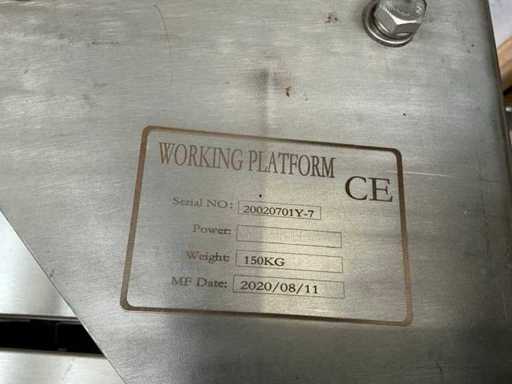 WORKING PLATFORM
CE
Serial NO: 20020701Y-7
Power:
Weight: 150KG
MF Date: 2020/08/11